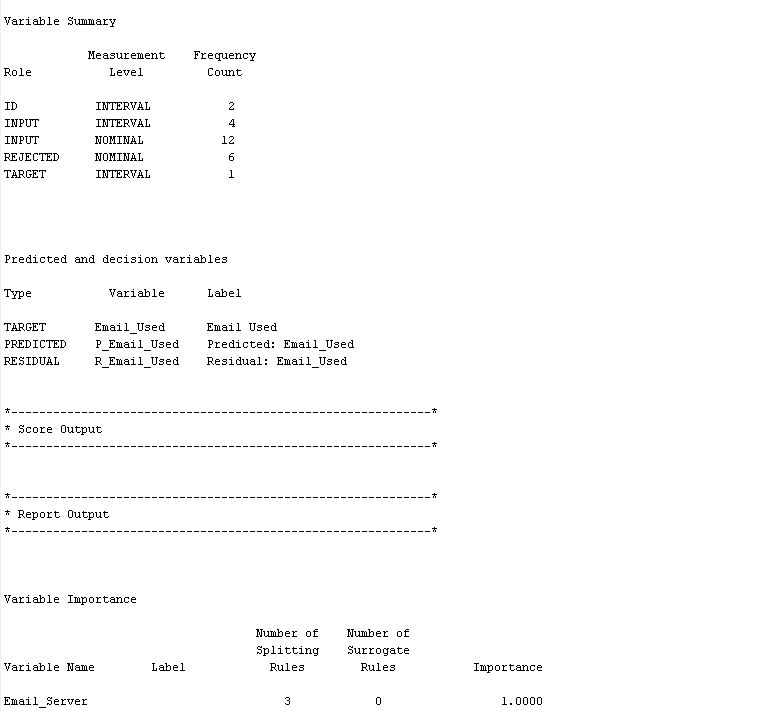 Variable Summary
Measurement Frequency
Role Level Count
ID INTERVAL 2
INPUT INTERVAL 4
INPUT NOMINAL 12
REJECTED NOMINAL 6
TARGET INTERVAL 1
Predicted and decision variables
Type Variable Label
TARGET Email_Used Email Used
PREDICTED P_Email_Used Predicted: Email_Used
RESIDUAL R_Email_Used Residual: Email_Used
*------------------------------------------------------------*
* Score Output
*------------------------------------------------------------*
*------------------------------------------------------------*
* Report Output
*------------------------------------------------------------*
Variable Importance
Number of Number of
Splitting Surrogate
Variable Name Label Rules Rules Importance
Email_Server 3 0 1.0000